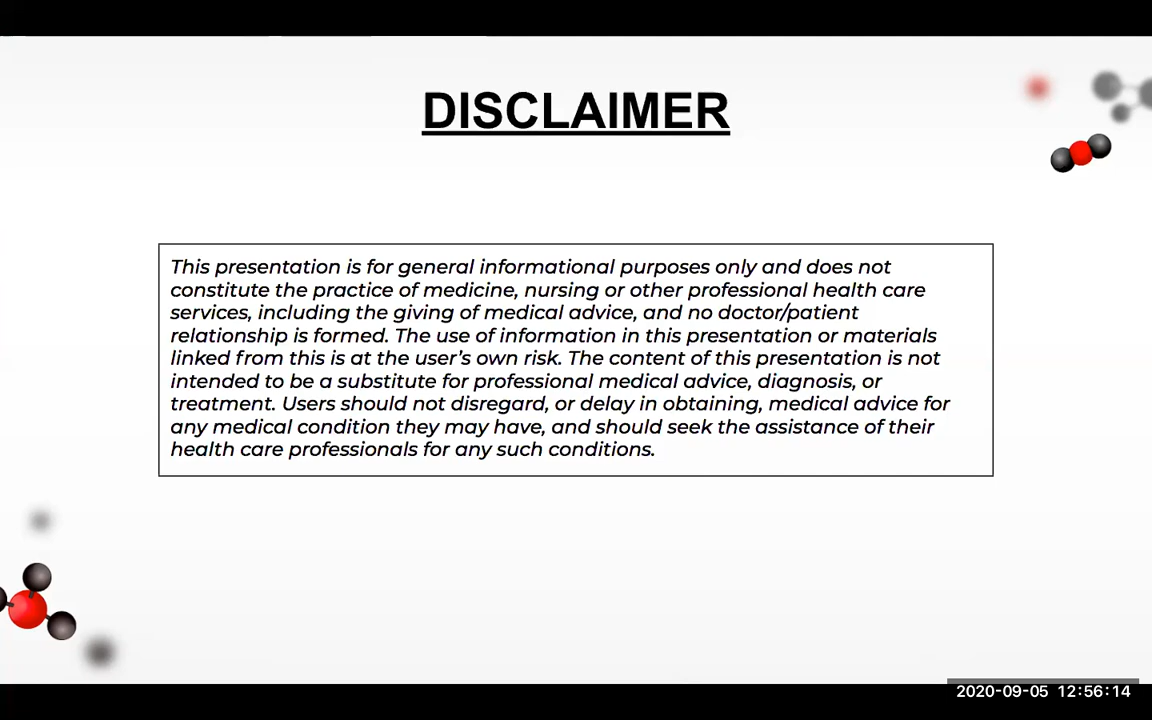 DISCLAIMER
This presentation is for general informational purposes only and does not
constitute the practice of medicine, nursing or other professional health care
services, including the giving of medical advice, and no doctor/patient
relationship is formed. The use of information in this presentation or materials
linked from this is at the user’s own risk. The content of this presentation is not
intended to be a substitute for professional medical advice, diagnosis, or
treatment. Users should not disregard, or delay in obtaining, medical advice for
any medical condition they may have, and should seek the assistance of their
health care professionals for any such conditions.
2020-09-05 12:56:14